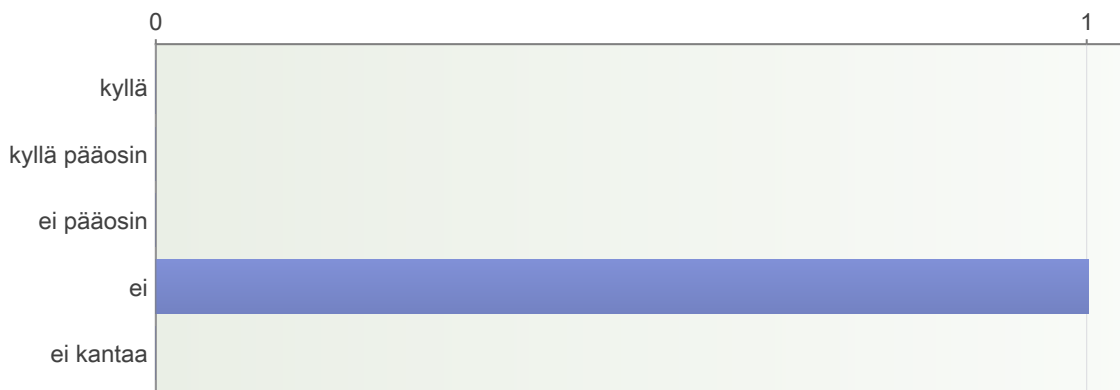 0 1
kyllä
kyllä pääosin
ei pääosin
ei
ei kantaa